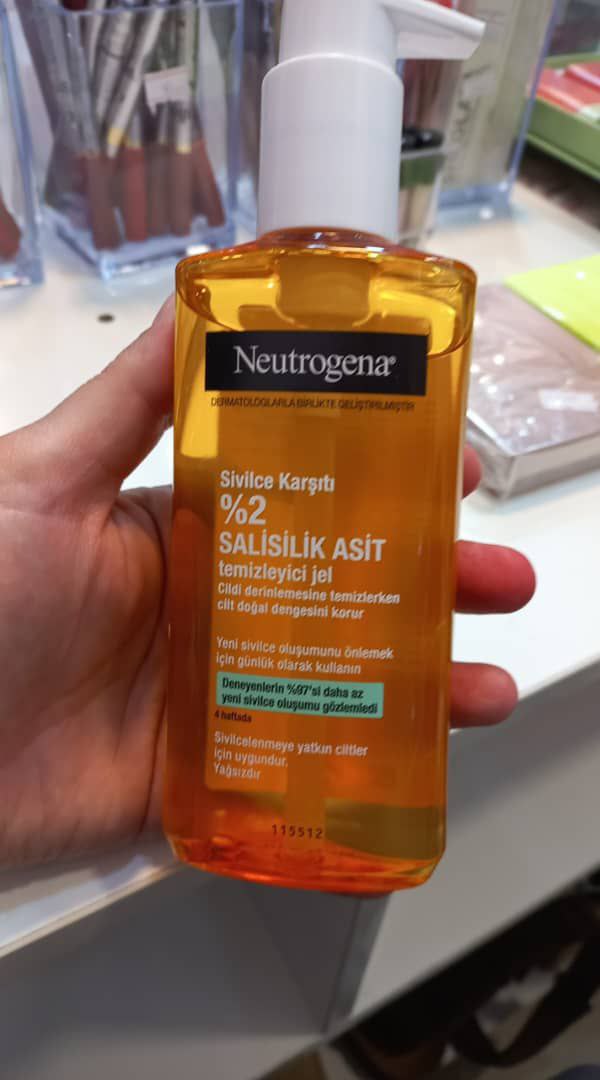 Neutrogena®
DERMATOLOGLARLA BİRLİKTE GELİŞTİRİLMİŞTİR
Sivilce Karşıtı
%2
SALİSİLİK ASİT
temizleyici jel
Cildi derinlemesine temizlerken
cilt doğal dengesini korur
Yeni sivilce oluşumunu önlemek
için günlük olarak kullanın
Deneyenlerin %97'si daha az
yeni sivilce oluşumu gözlemledi
4 haftada
Sivilcelenmeye yatkın ciltler
için uygundur.
Yağsızdır
115512